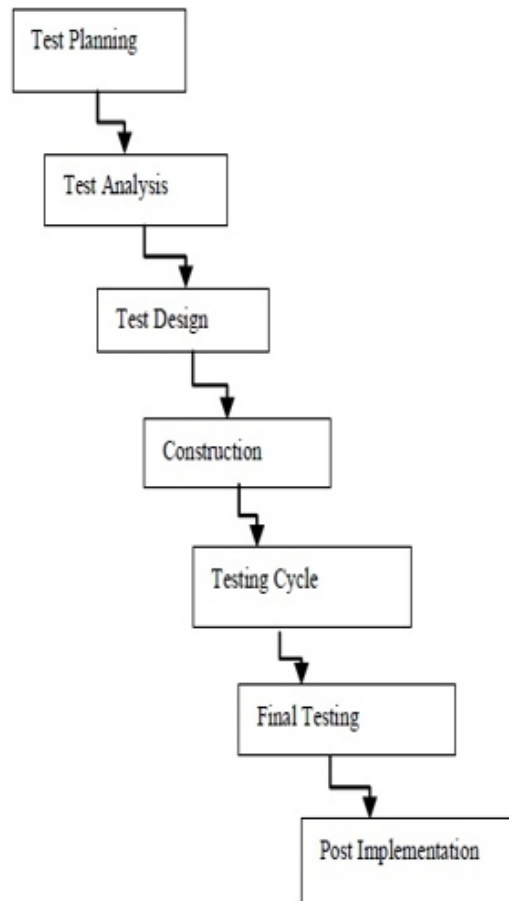 Test Planning
Test Analysis
Test Design
Construction
Testing Cycle
Final Testing
Post Implementation